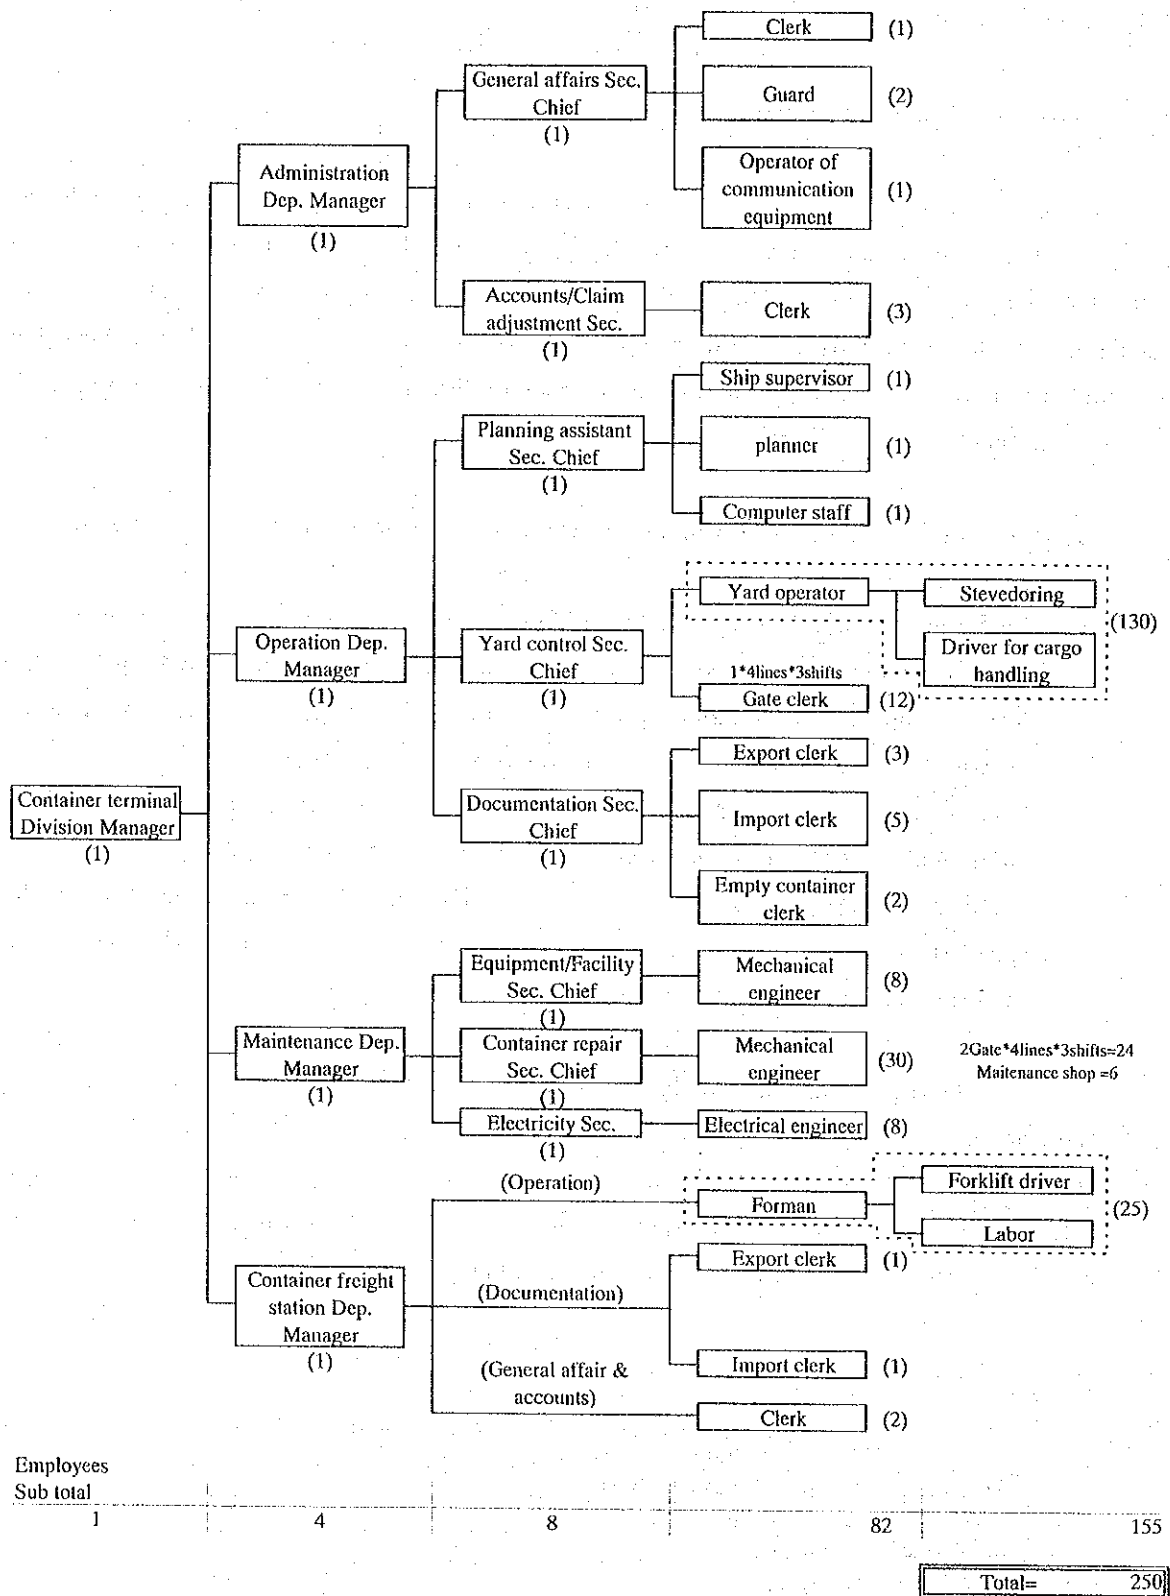 Clerk (1)
General affairs Sec.
Chief
(1)
Guard (2)
Operator of
communication
equipment
(1)
Administration
Dep. Manager
(1)
Accounts/Claim
adjustment Sec.
(1)
Clerk (3)
Ship supervisor (1)
Planning assistant
Sec. Chief
(1)
planner (1)
Computer staff (1)
Yard operator
Stevedoring
(130)
Driver for cargo
handling
Operation Dep.
Manager
(1)
Yard control Sec.
Chief
(1)
1*4lines*3shifts
Gate clerk (12)
Export clerk (3)
Container terminal
Division Manager
(1)
Documentation Sec.
Chief
(1)
Import clerk (5)
Empty container
clerk
(2)
Equipment/Facility
Sec. Chief
(1)
Mechanical
engineer
(8)
Maintenance Dep.
Manager
(1)
Container repair
Sec. Chief
(1)
Mechanical
engineer
(30)
2Gate*4lines*3shifts=24
Maitenance shop =6
Electricity Sec.
(1)
Electrical engineer (8)
(Operation)
Forman
Forklift driver
Labor
(25)
Container freight
station Dep.
Manager
(1)
(Documentation)
Export clerk (1)
Import clerk (1)
(General affair &
accounts)
Clerk (2)
Employees
Sub total
1 4 8 82 155
Total= 250